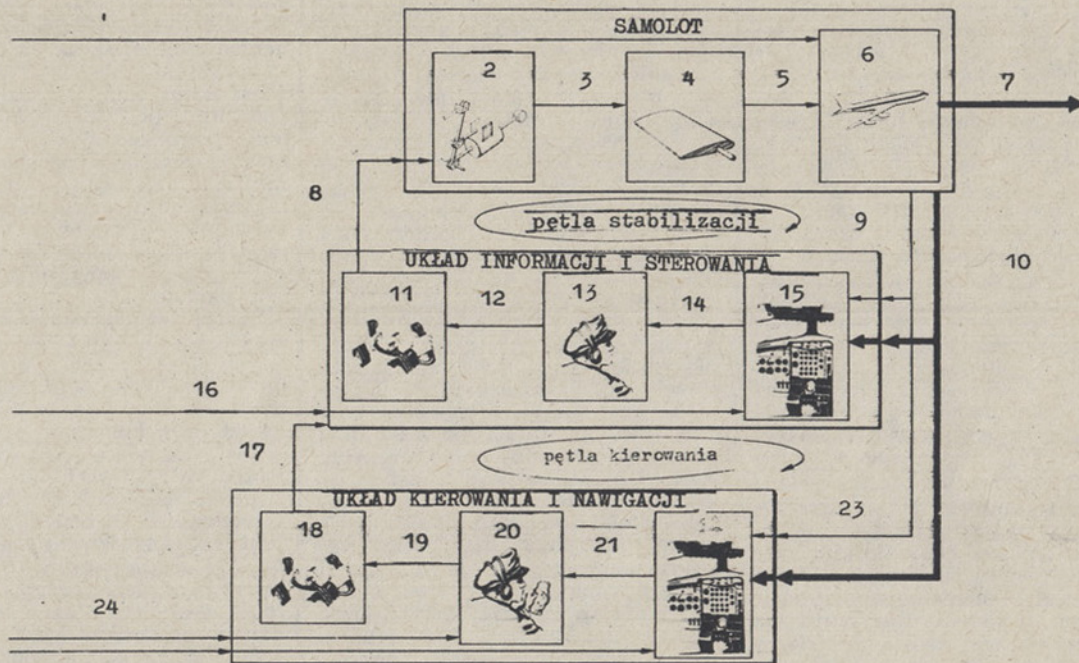 SAMOLOT
2 3 4 5 6 7
8
pętla stabilizacji
9
10
UKŁAD INFORMACJI I STEROWANIA
11 12 13 14 15
16
17
pętla kierowania
UKŁAD KIEROWANIA I NAWIGACJI
18 19 20 21
23
24